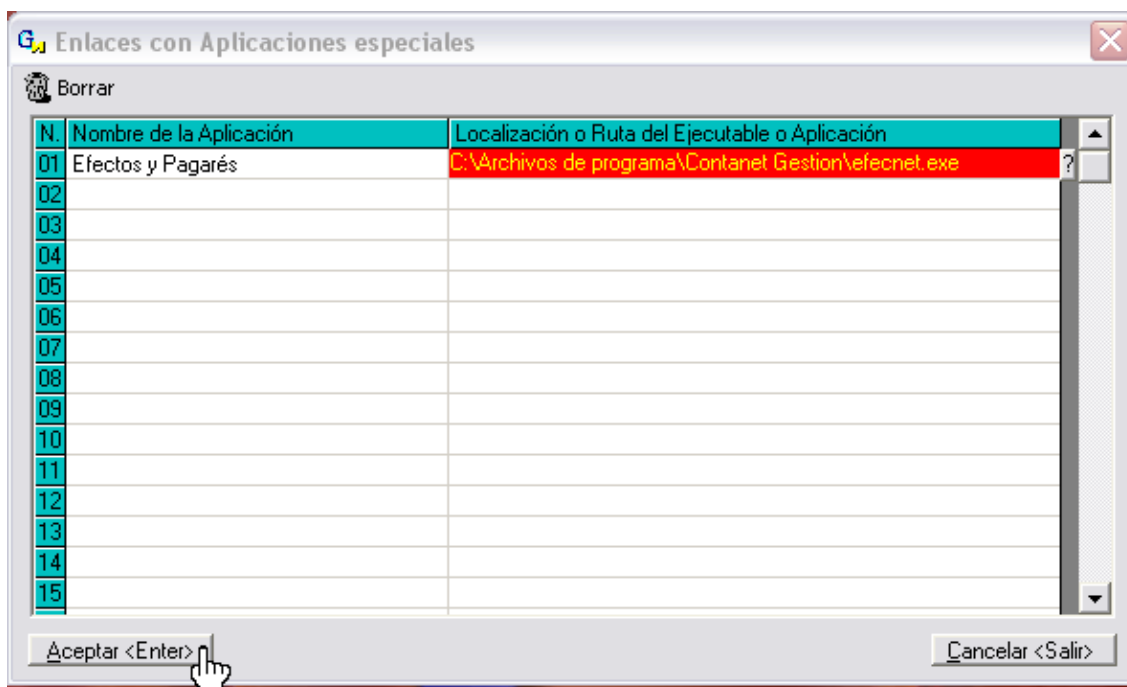 Enlaces con Aplicaciones especiales
Borrar
N. Nombre de la Aplicación Localización o Ruta del Ejecutable o Aplicación
01 Efectos y Pagarés C:\Archivos de programa\Contanet Gestion\efecnet.exe ?
02
03
04
05
06
07
08
09
10
11
12
13
14
15
Aceptar <Enter> Cancelar <Salir>